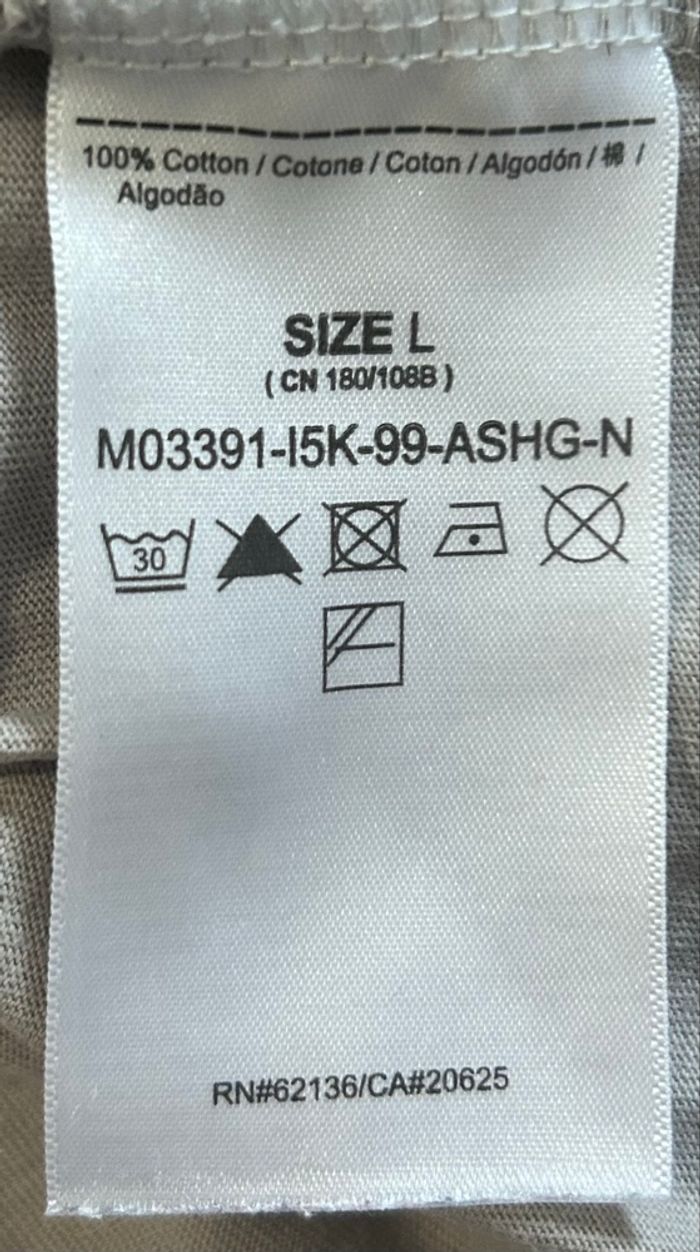 100% Cotton / Cotone / Coton / Algodón / 棉 /
Algodão
SIZE L
( CN 180/108B )
M03391-I5K-99-ASHG-N
30
RN#62136/CA#20625